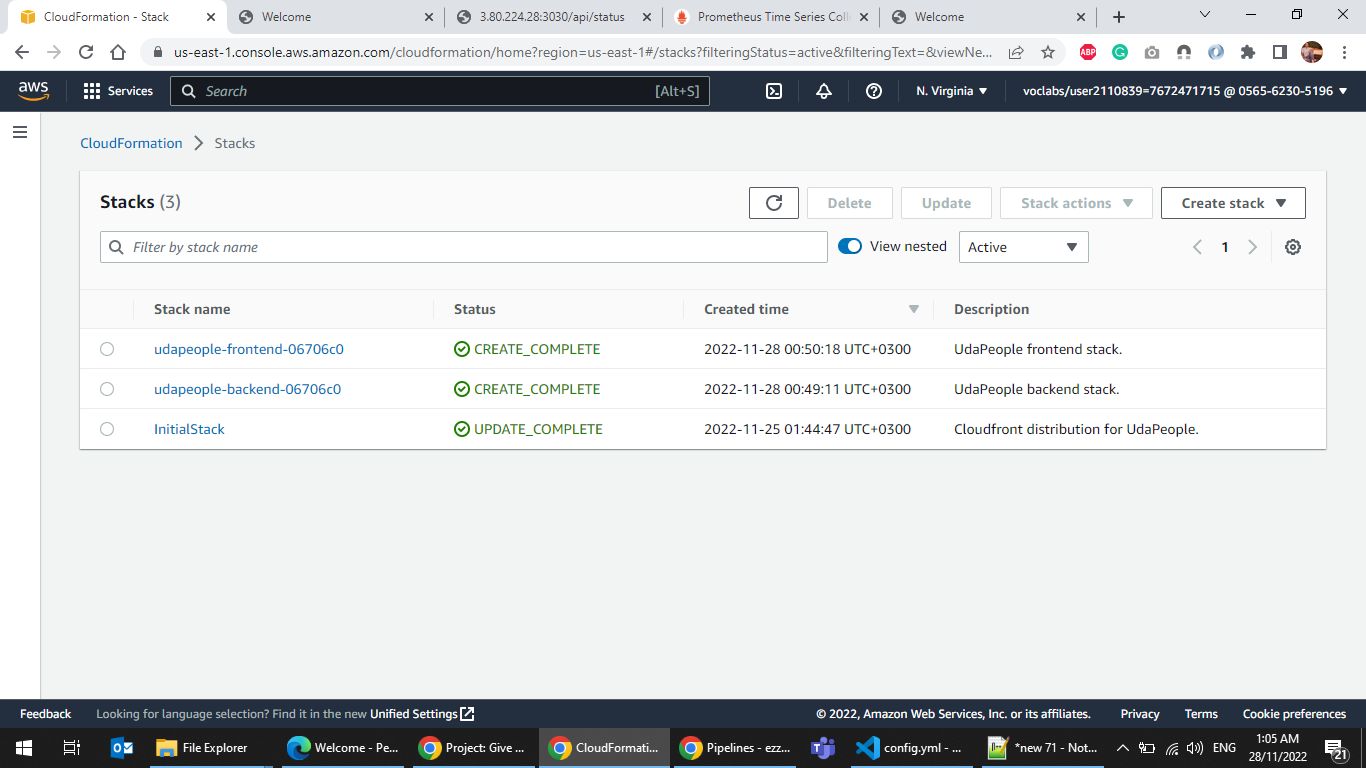 CloudFormation - Stack
Welcome
3.80.224.28:3030/api/status
Prometheus Time Series Coll
Welcome
us-east-1.console.aws.amazon.com/cloudformation/home?region=us-east-1#/stacks?filteringStatus=active&filteringText=&viewNe...
ABP
aws
Services
Search
[Alt+S]
N. Virginia
voclabs/user2110839=7672471715 @ 0565-6230-5196
CloudFormation
Stacks
Stacks (3)
Delete
Update
Stack actions
Create stack
Filter by stack name
View nested
Active
1
Stack name
Status
Created time
Description
udapeople-frontend-06706c0
CREATE_COMPLETE
2022-11-28 00:50:18 UTC+0300
UdaPeople frontend stack.
udapeople-backend-06706c0
CREATE_COMPLETE
2022-11-28 00:49:11 UTC+0300
UdaPeople backend stack.
InitialStack
UPDATE_COMPLETE
2022-11-25 01:44:47 UTC+0300
Cloudfront distribution for UdaPeople.
Feedback
Looking for language selection? Find it in the new Unified Settings
© 2022, Amazon Web Services, Inc. or its affiliates.
Privacy
Terms
Cookie preferences
File Explorer
Welcome - Pe...
Project: Give ...
CloudFormati...
Pipelines - ezz...
config.yml - ...
*new 71 - Not...
ENG
1:05 AM
28/11/2022
21